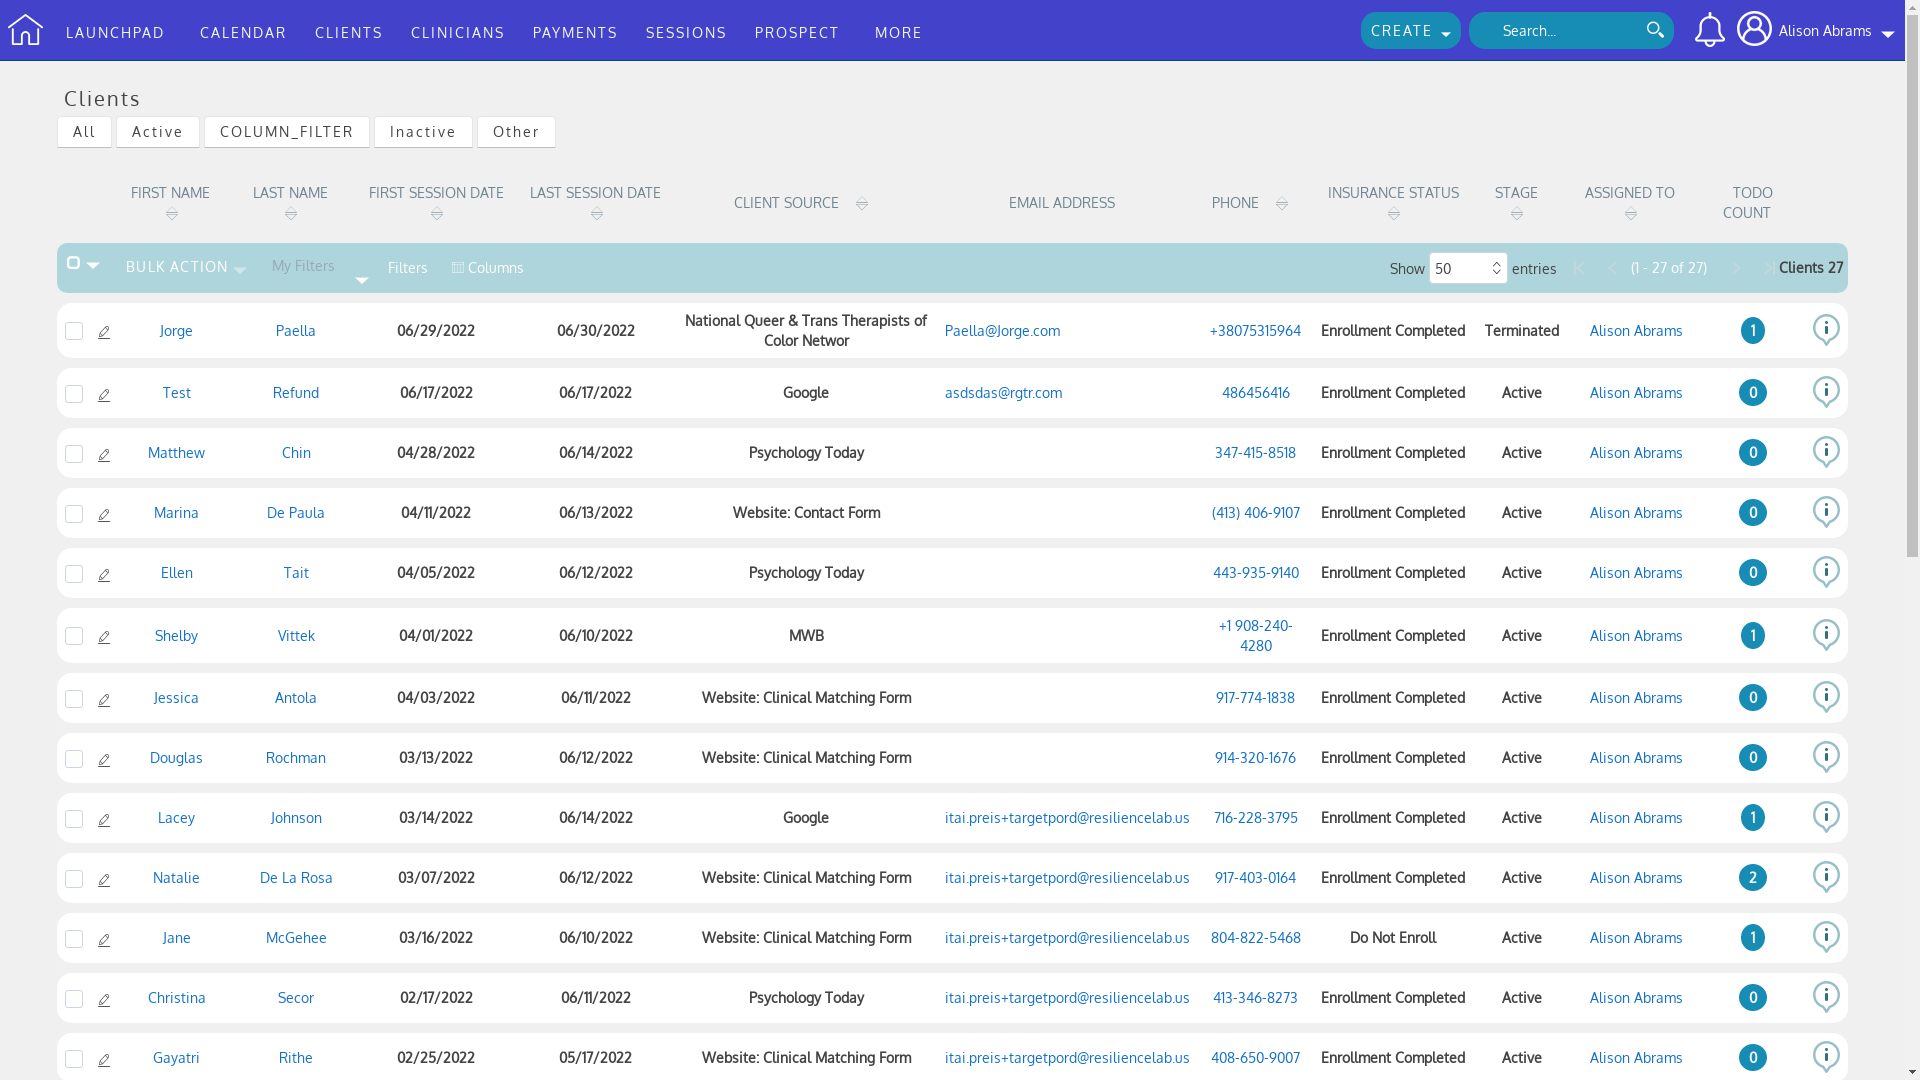 LAUNCHPAD CALENDAR CLIENTS CLINICIANS PAYMENTS SESSIONS PROSPECT MORE CREATE Search... Alison Abrams
Clients
All Active COLUMN_FILTER Inactive Other
FIRST NAME LAST NAME FIRST SESSION DATE LAST SESSION DATE CLIENT SOURCE EMAIL ADDRESS PHONE INSURANCE STATUS STAGE ASSIGNED TO TODO
COUNT
BULK ACTION My Filters Filters Columns Show 50 entries (1 - 27 of 27) Clients 27
Jorge Paella 06/29/2022 06/30/2022 National Queer & Trans Therapists of Paella@Jorge.com +38075315964 Enrollment Completed Terminated Alison Abrams 1
Color Networ
Test Refund 06/17/2022 06/17/2022 Google asdsdas@rgtr.com 486456416 Enrollment Completed Active Alison Abrams 0
Matthew Chin 04/28/2022 06/14/2022 Psychology Today 347-415-8518 Enrollment Completed Active Alison Abrams 0
Marina De Paula 04/11/2022 06/13/2022 Website: Contact Form (413) 406-9107 Enrollment Completed Active Alison Abrams 0
Ellen Tait 04/05/2022 06/12/2022 Psychology Today 443-935-9140 Enrollment Completed Active Alison Abrams 0
Shelby Vittek 04/01/2022 06/10/2022 MWB +1 908-240- Enrollment Completed Active Alison Abrams 1
4280
Jessica Antola 04/03/2022 06/11/2022 Website: Clinical Matching Form 917-774-1838 Enrollment Completed Active Alison Abrams 0
Douglas Rochman 03/13/2022 06/12/2022 Website: Clinical Matching Form 914-320-1676 Enrollment Completed Active Alison Abrams 0
Lacey Johnson 03/14/2022 06/14/2022 Google itai.preis+targetpord@resiliencelab.us 716-228-3795 Enrollment Completed Active Alison Abrams 1
Natalie De La Rosa 03/07/2022 06/12/2022 Website: Clinical Matching Form itai.preis+targetpord@resiliencelab.us 917-403-0164 Enrollment Completed Active Alison Abrams 2
Jane McGehee 03/16/2022 06/10/2022 Website: Clinical Matching Form itai.preis+targetpord@resiliencelab.us 804-822-5468 Do Not Enroll Active Alison Abrams 1
Christina Secor 02/17/2022 06/11/2022 Psychology Today itai.preis+targetpord@resiliencelab.us 413-346-8273 Enrollment Completed Active Alison Abrams 0
Gayatri Rithe 02/25/2022 05/17/2022 Website: Clinical Matching Form itai.preis+targetpord@resiliencelab.us 408-650-9007 Enrollment Completed Active Alison Abrams 0